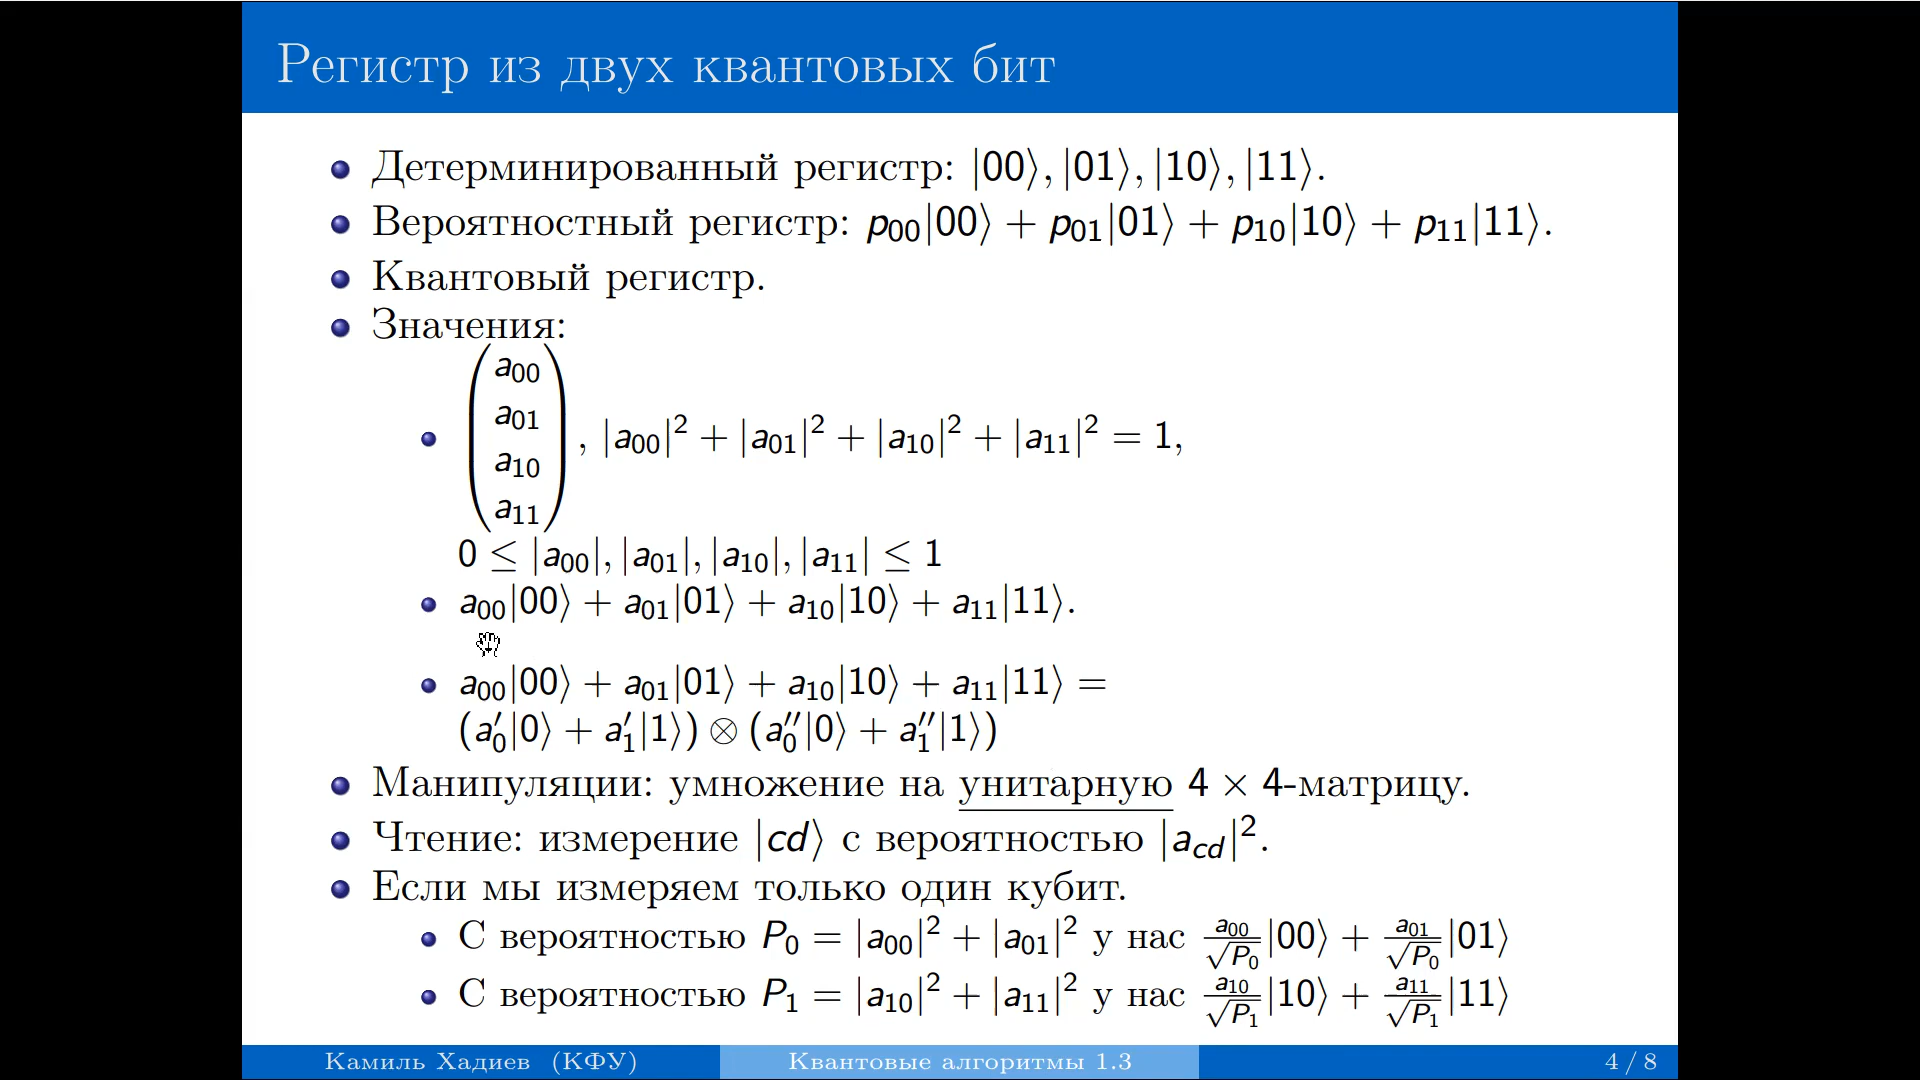 Регистр из двух квантовых бит
Детерминированный регистр: |00⟩, |01⟩, |10⟩, |11⟩.
Вероятностный регистр: p₀₀|00⟩ + p₀₁|01⟩ + p₁₀|10⟩ + p₁₁|11⟩.
Квантовый регистр.
Значения:
a₀₀
a₀₁
a₁₀
a₁₁
, |a₀₀|² + |a₀₁|² + |a₁₀|² + |a₁₁|² = 1,
0 ≤ |a₀₀|, |a₀₁|, |a₁₀|, |a₁₁| ≤ 1
a₀₀|00⟩ + a₀₁|01⟩ + a₁₀|10⟩ + a₁₁|11⟩.
a₀₀|00⟩ + a₀₁|01⟩ + a₁₀|10⟩ + a₁₁|11⟩ =
(a′₀|0⟩ + a′₁|1⟩) ⊗ (a″₀|0⟩ + a″₁|1⟩)
Манипуляции: умножение на унитарную 4 × 4-матрицу.
Чтение: измерение |cd⟩ с вероятностью |a_cd|².
Если мы измеряем только один кубит.
С вероятностью P₀ = |a₀₀|² + |a₀₁|² у нас a₀₀/√P₀|00⟩ + a₀₁/√P₀|01⟩
С вероятностью P₁ = |a₁₀|² + |a₁₁|² у нас a₁₀/√P₁|10⟩ + a₁₁/√P₁|11⟩
Камиль Хадиев (КФУ) Квантовые алгоритмы 1.3 4 / 8